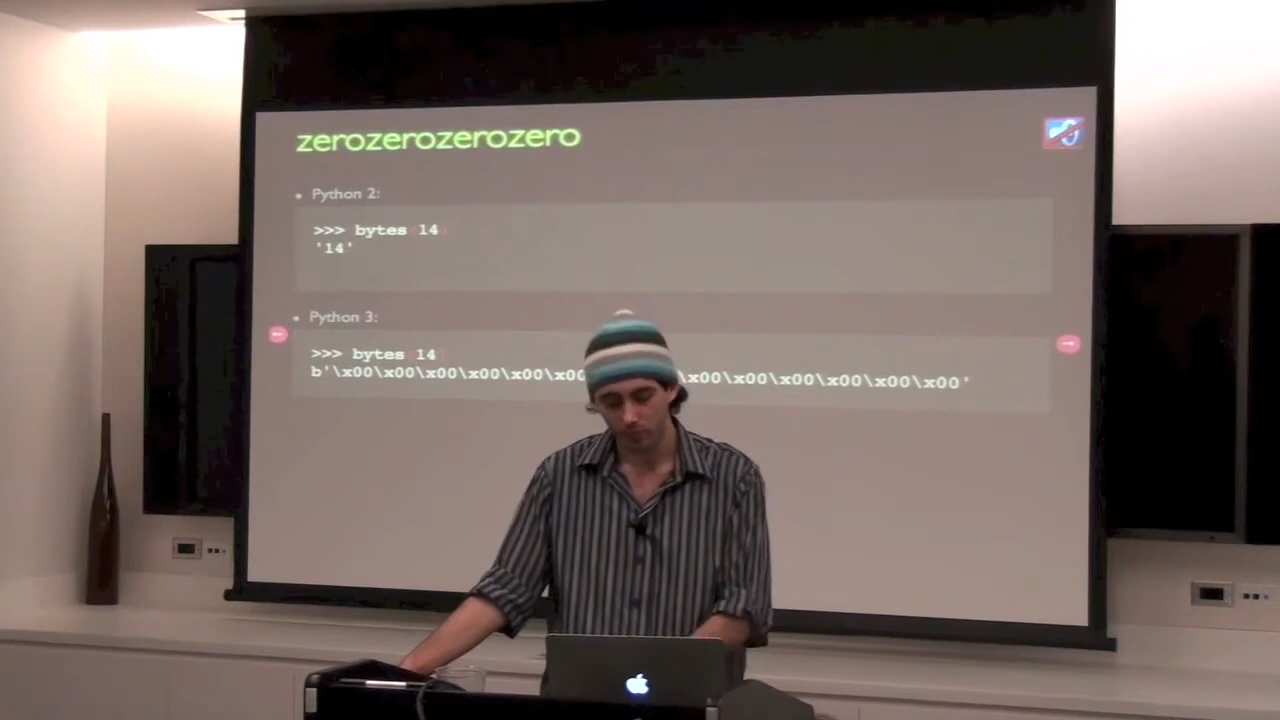 zerozerozerozero
• Python 2:
>>> bytes(14)
'14'
• Python 3:
>>> bytes(14)
b'\x00\x00\x00\x00\x00\x00 \x00\x00\x00\x00\x00\x00'